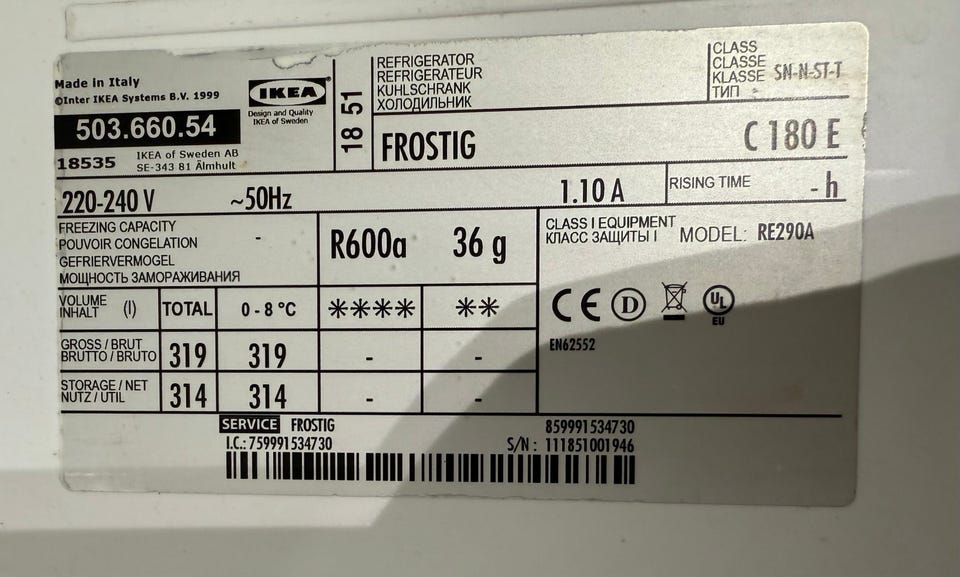 Made in Italy
©Inter IKEA Systems B.V. 1999
503.660.54
18535
IKEA of Sweden AB
SE-343 81 Älmhult
IKEA
Design and Quality
IKEA of Sweden
18 51
REFRIGERATOR
REFRIGERATEUR
KUHLSCHRANK
ХОЛОДИЛЬНИК
CLASS
CLASSE
KLASSE
ТИП
SN-N-ST-T
FROSTIG
C 180 E
220-240 V
~50Hz
1.10 A
RISING TIME
- h
FREEZING CAPACITY
POUVOIR CONGELATION
GEFRIERVERMOGEL
МОЩНОСТЬ ЗАМОРАЖИВАНИЯ
-
R600a 36 g
CLASS I EQUIPMENT
КЛАСС ЗАЩИТЫ I
MODEL: RE290A
VOLUME
INHALT (l)
TOTAL
0 - 8 °C
****
**
GROSS / BRUT
BRUTTO / BRUTO
319
319
-
-
STORAGE / NET
NUTZ / UTIL
314
314
-
-
CE
D
UL
EU
EN62552
SERVICE FROSTIG
859991534730
I.C.: 759991534730
S/N: 111851001946